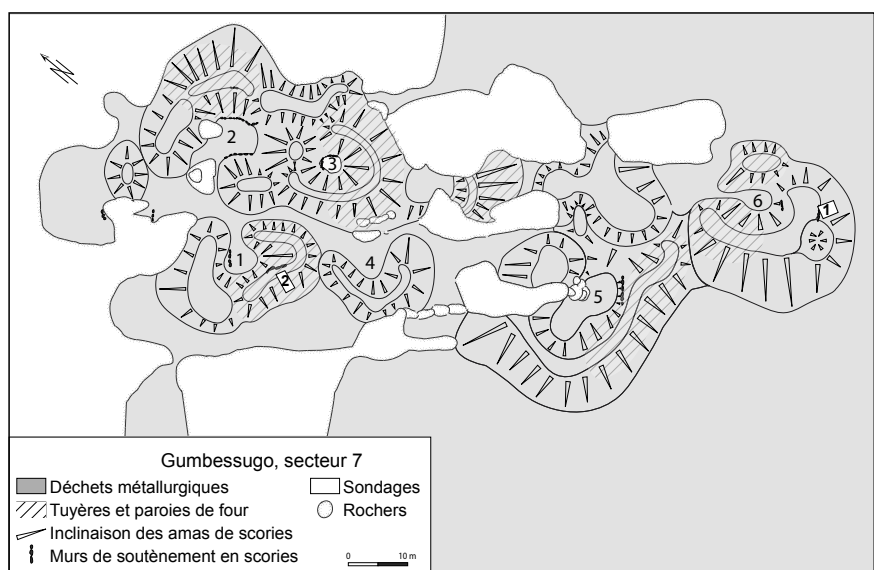 N
2
3
1
2
4
5
6
1
Gumbessugo, secteur 7
Déchets métallurgiques
Sondages
Tuyères et paroies de four
Rochers
Inclinaison des amas de scories
Murs de soutènement en scories
0 10 m